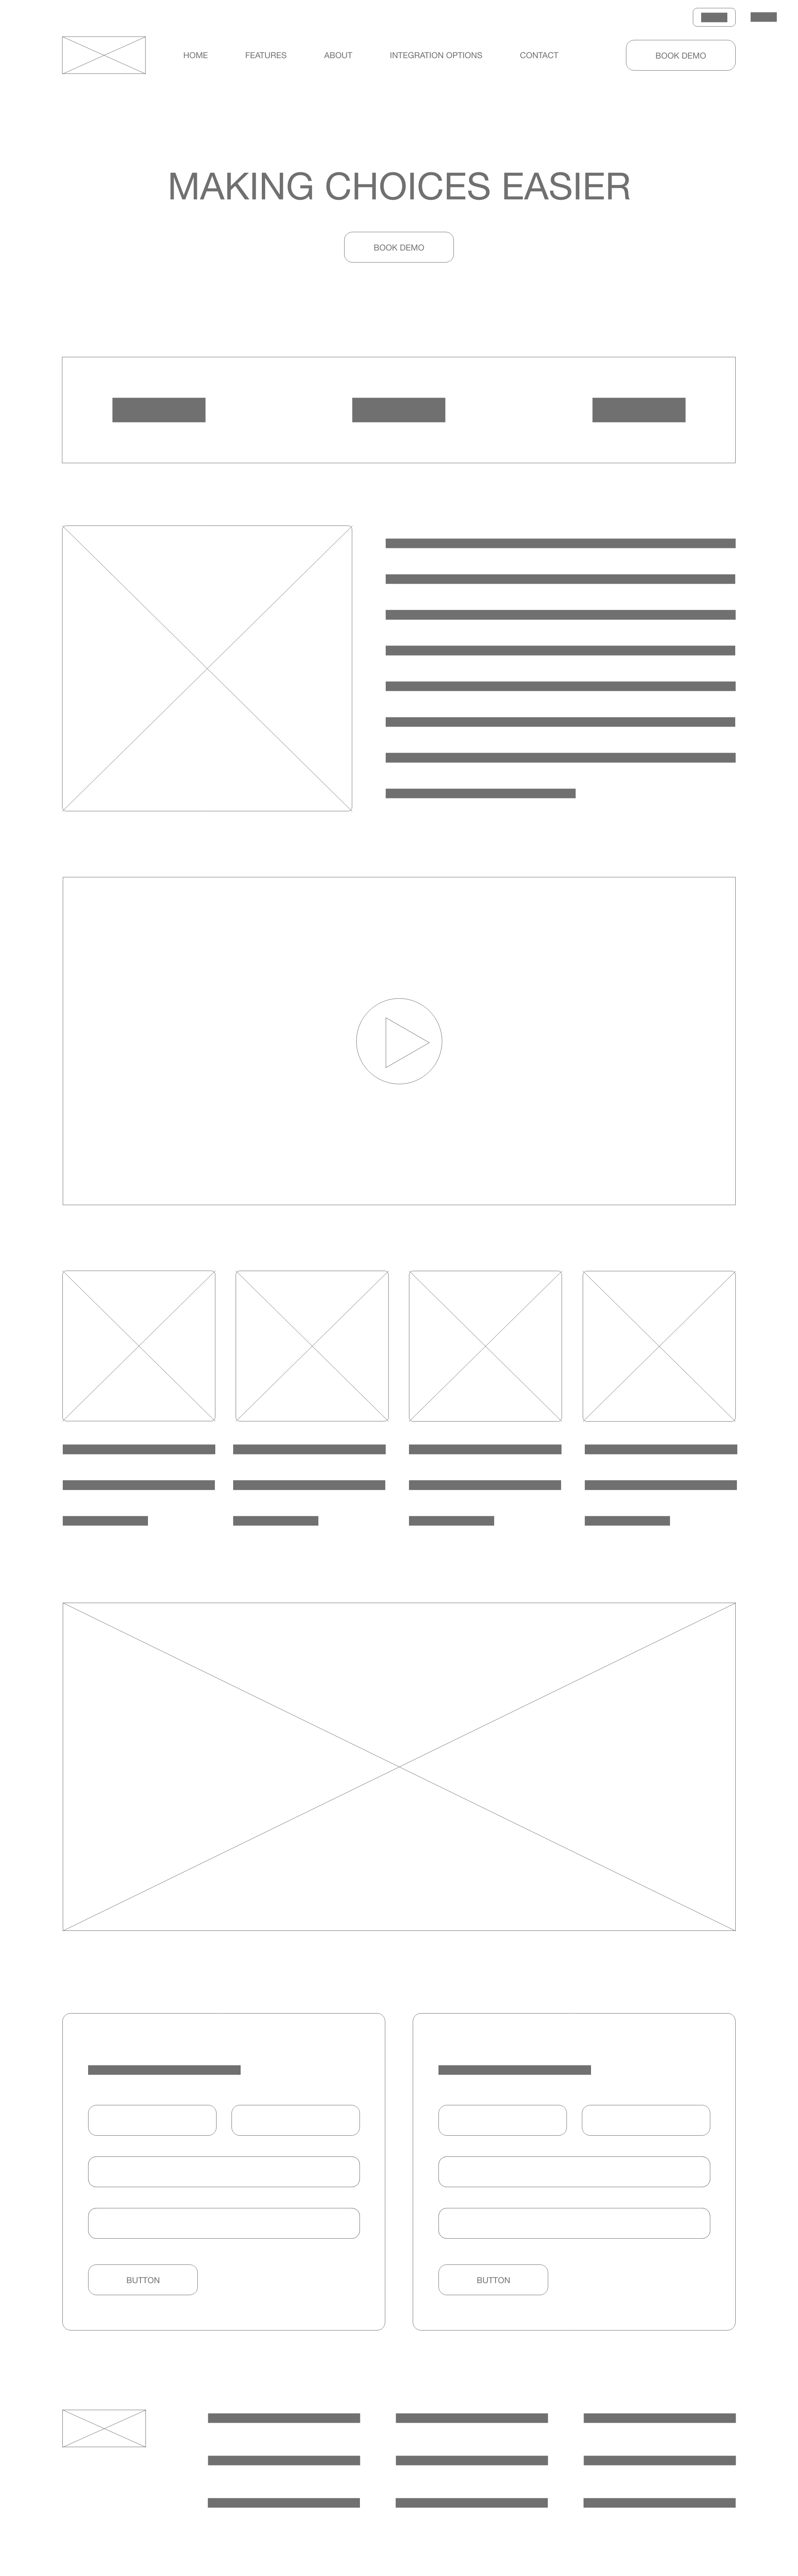 HOME FEATURES ABOUT INTEGRATION OPTIONS CONTACT BOOK DEMO
MAKING CHOICES EASIER
BOOK DEMO
BUTTON BUTTON